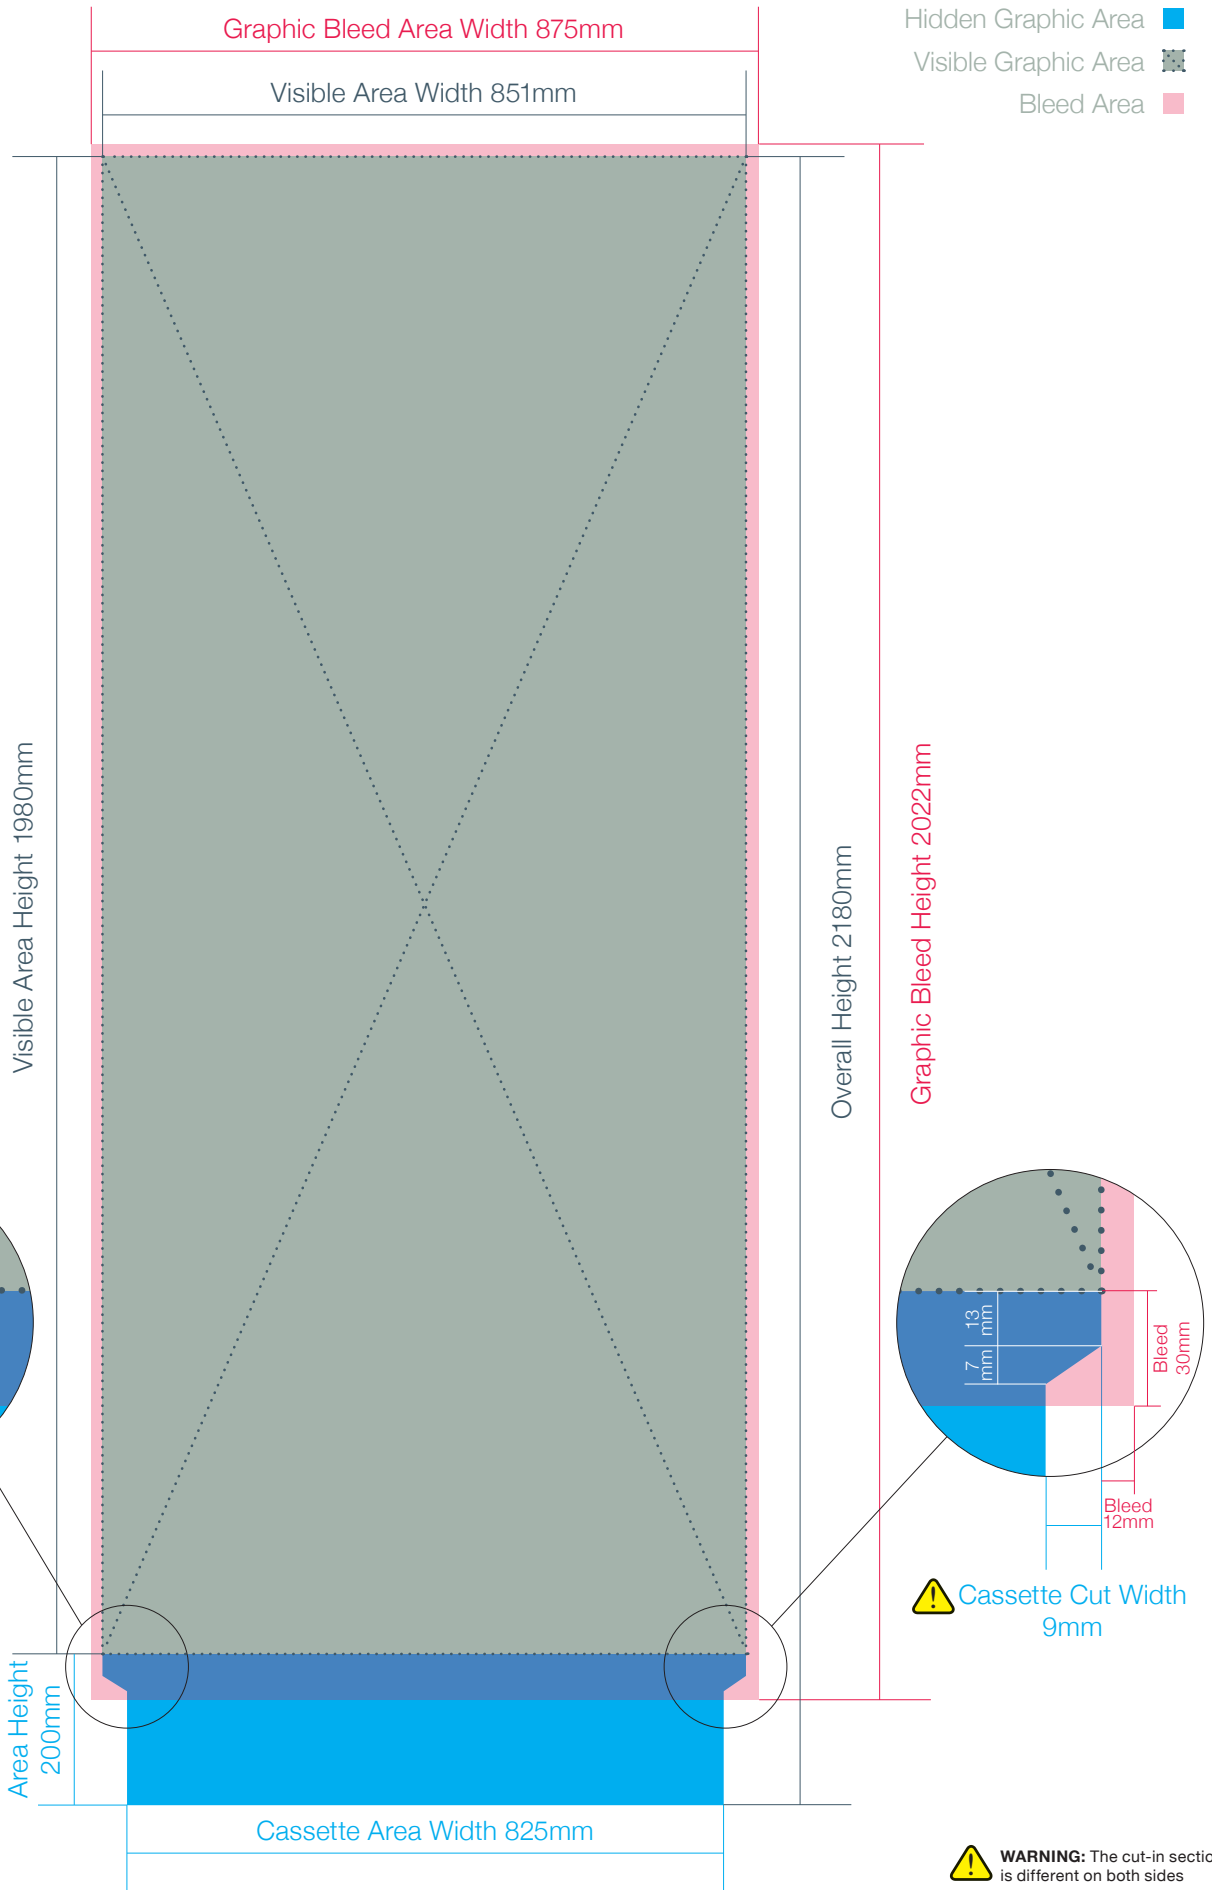 Graphic Bleed Area Width 875mm
Hidden Graphic Area
Visible Graphic Area
Bleed Area
Visible Area Width 851mm
Visible Area Height 1980mm
Overall Height 2180mm
Graphic Bleed Height 2022mm
13
mm
7
mm
Bleed
30mm
Bleed
12mm
Cassette Cut Width
9mm
Area Height
200mm
Cassette Area Width 825mm
WARNING: The cut-in sectio
is different on both sides